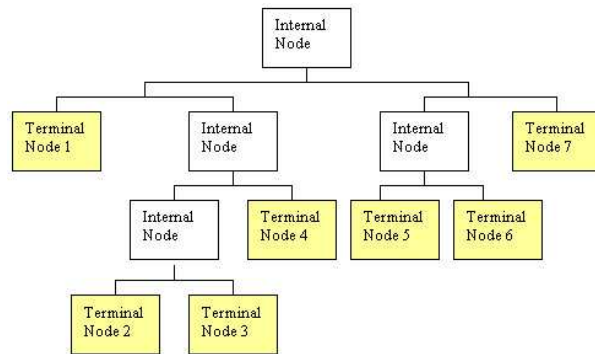 Internal
Node
Terminal
Node 1
Internal
Node
Internal
Node
Terminal
Node 7
Internal
Node
Terminal
Node 4
Terminal
Node 5
Terminal
Node 6
Terminal
Node 2
Terminal
Node 3